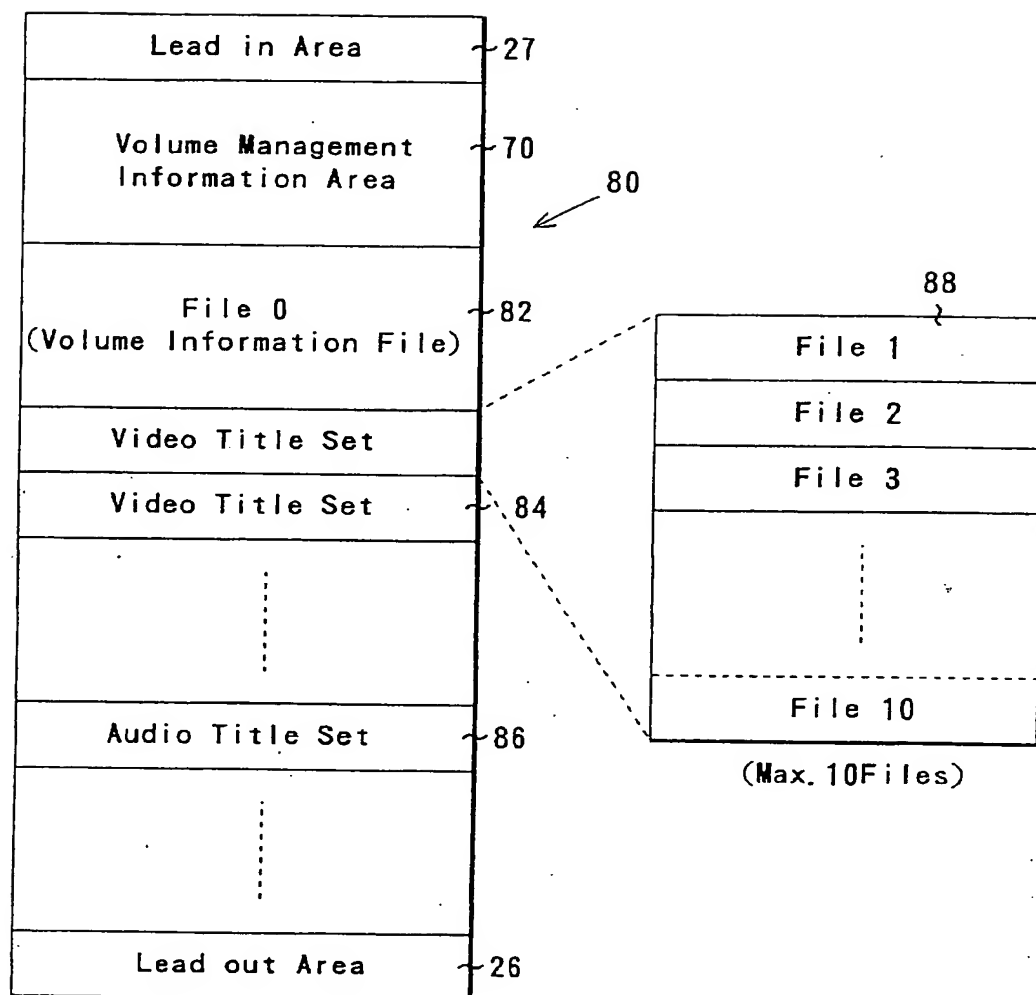 Lead in Area
27
Volume Management
Information Area
70
80
File 0
(Volume Information File)
82
Video Title Set
Video Title Set
84
Audio Title Set
86
Lead out Area
26
88
File 1
File 2
File 3
File 10
(Max. 10Files)